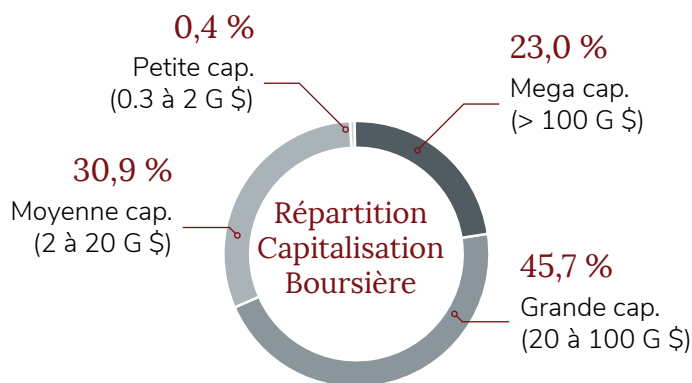 0,4 %
Petite cap.
(0.3 à 2 G $)
23,0 %
Mega cap.
(> 100 G $)
30,9 %
Moyenne cap.
(2 à 20 G $)
Répartition
Capitalisation
Boursière
45,7 %
Grande cap.
(20 à 100 G $)